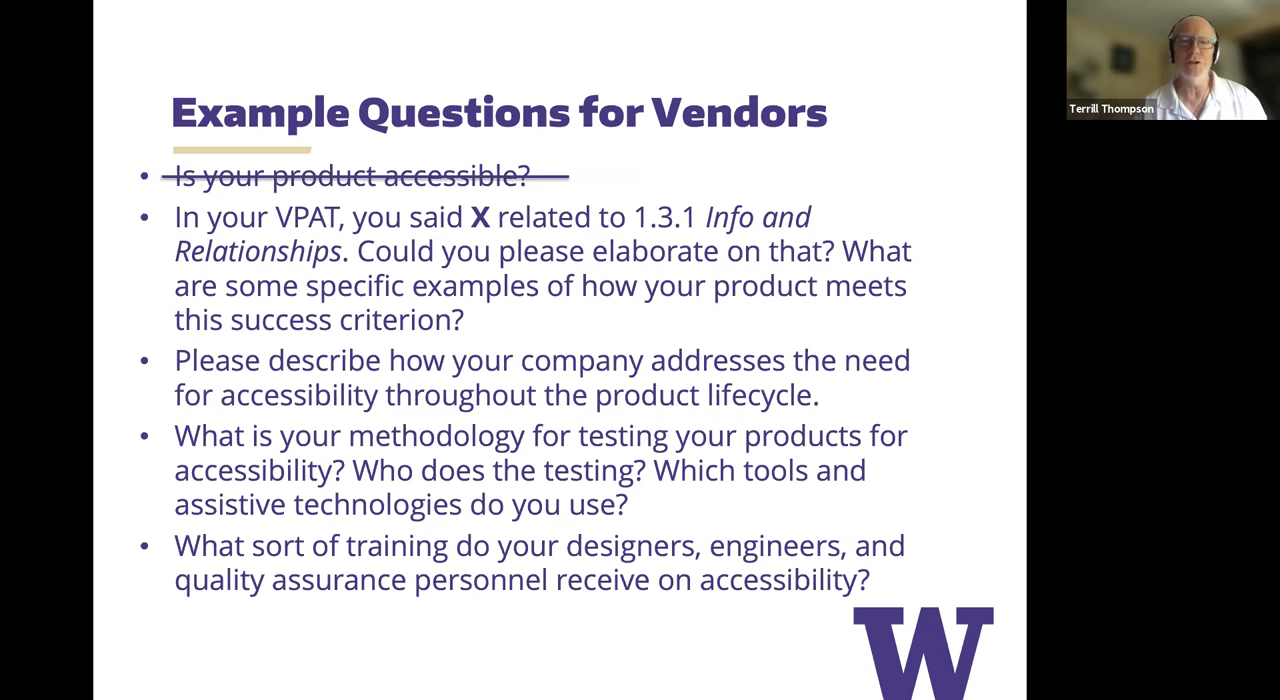 Example Questions for Vendors
Terrill Thompson
• Is your product accessible?
• In your VPAT, you said X related to 1.3.1 Info and
Relationships. Could you please elaborate on that? What
are some specific examples of how your product meets
this success criterion?
• Please describe how your company addresses the need
for accessibility throughout the product lifecycle.
• What is your methodology for testing your products for
accessibility? Who does the testing? Which tools and
assistive technologies do you use?
• What sort of training do your designers, engineers, and
quality assurance personnel receive on accessibility?
W